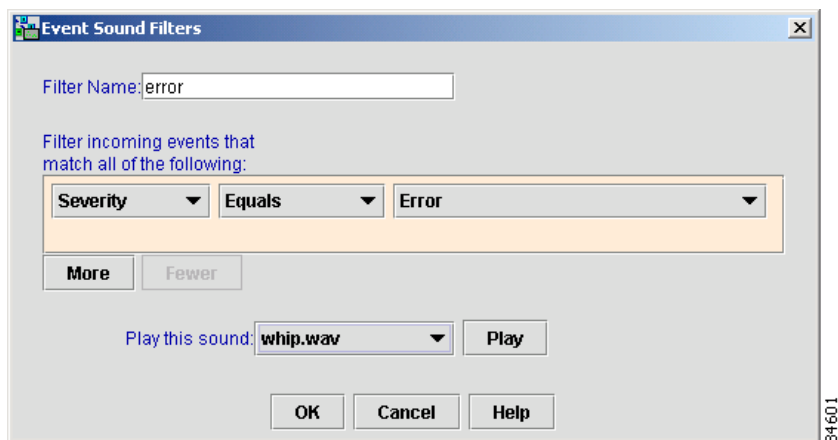 Event Sound Filters
Filter Name: error
Filter incoming events that
match all of the following:
Severity Equals Error
More Fewer
Play this sound: whip.wav Play
OK Cancel Help